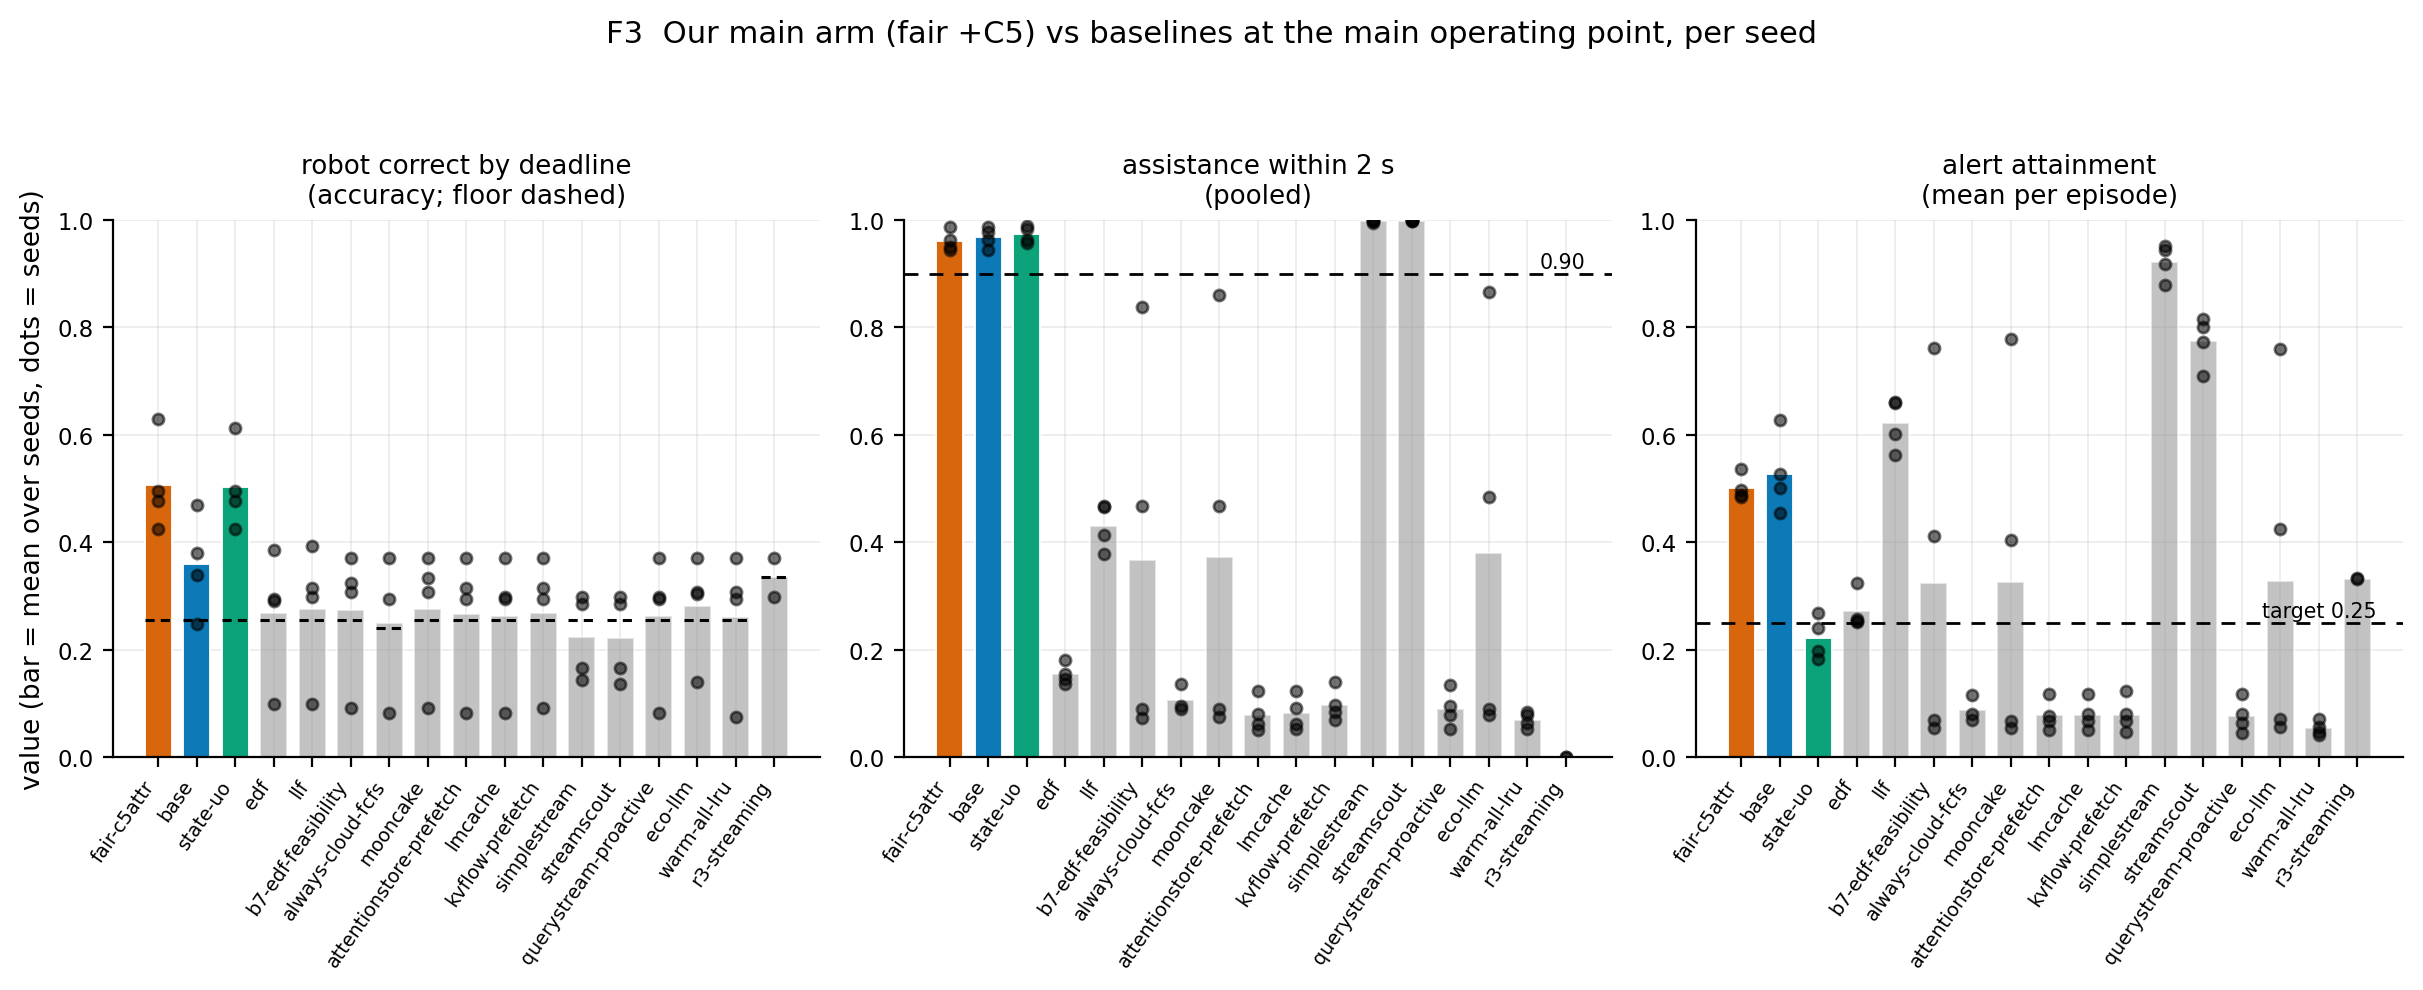 F3  Our main arm (fair +C5) vs baselines at the main operating point, per seed
value (bar = mean over seeds, dots = seeds)
robot correct by deadline
(accuracy; floor dashed)
1.0
0.8
0.6
0.4
0.2
0.0
fair-c5attr
base
state-uo
edf
llf
b7-edf-feasibility
always-cloud-fcfs
mooncake
attentionstore-prefetch
lmcache
kvflow-prefetch
simplestream
streamscout
querystream-proactive
eco-llm
warm-all-lru
r3-streaming
assistance within 2 s
(pooled)
1.0
0.8
0.6
0.4
0.2
0.0
0.90
fair-c5attr
base
state-uo
edf
llf
b7-edf-feasibility
always-cloud-fcfs
mooncake
attentionstore-prefetch
lmcache
kvflow-prefetch
simplestream
streamscout
querystream-proactive
eco-llm
warm-all-lru
r3-streaming
alert attainment
(mean per episode)
1.0
0.8
0.6
0.4
0.2
0.0
target 0.25
fair-c5attr
base
state-uo
edf
llf
b7-edf-feasibility
always-cloud-fcfs
mooncake
attentionstore-prefetch
lmcache
kvflow-prefetch
simplestream
streamscout
querystream-proactive
eco-llm
warm-all-lru
r3-streaming